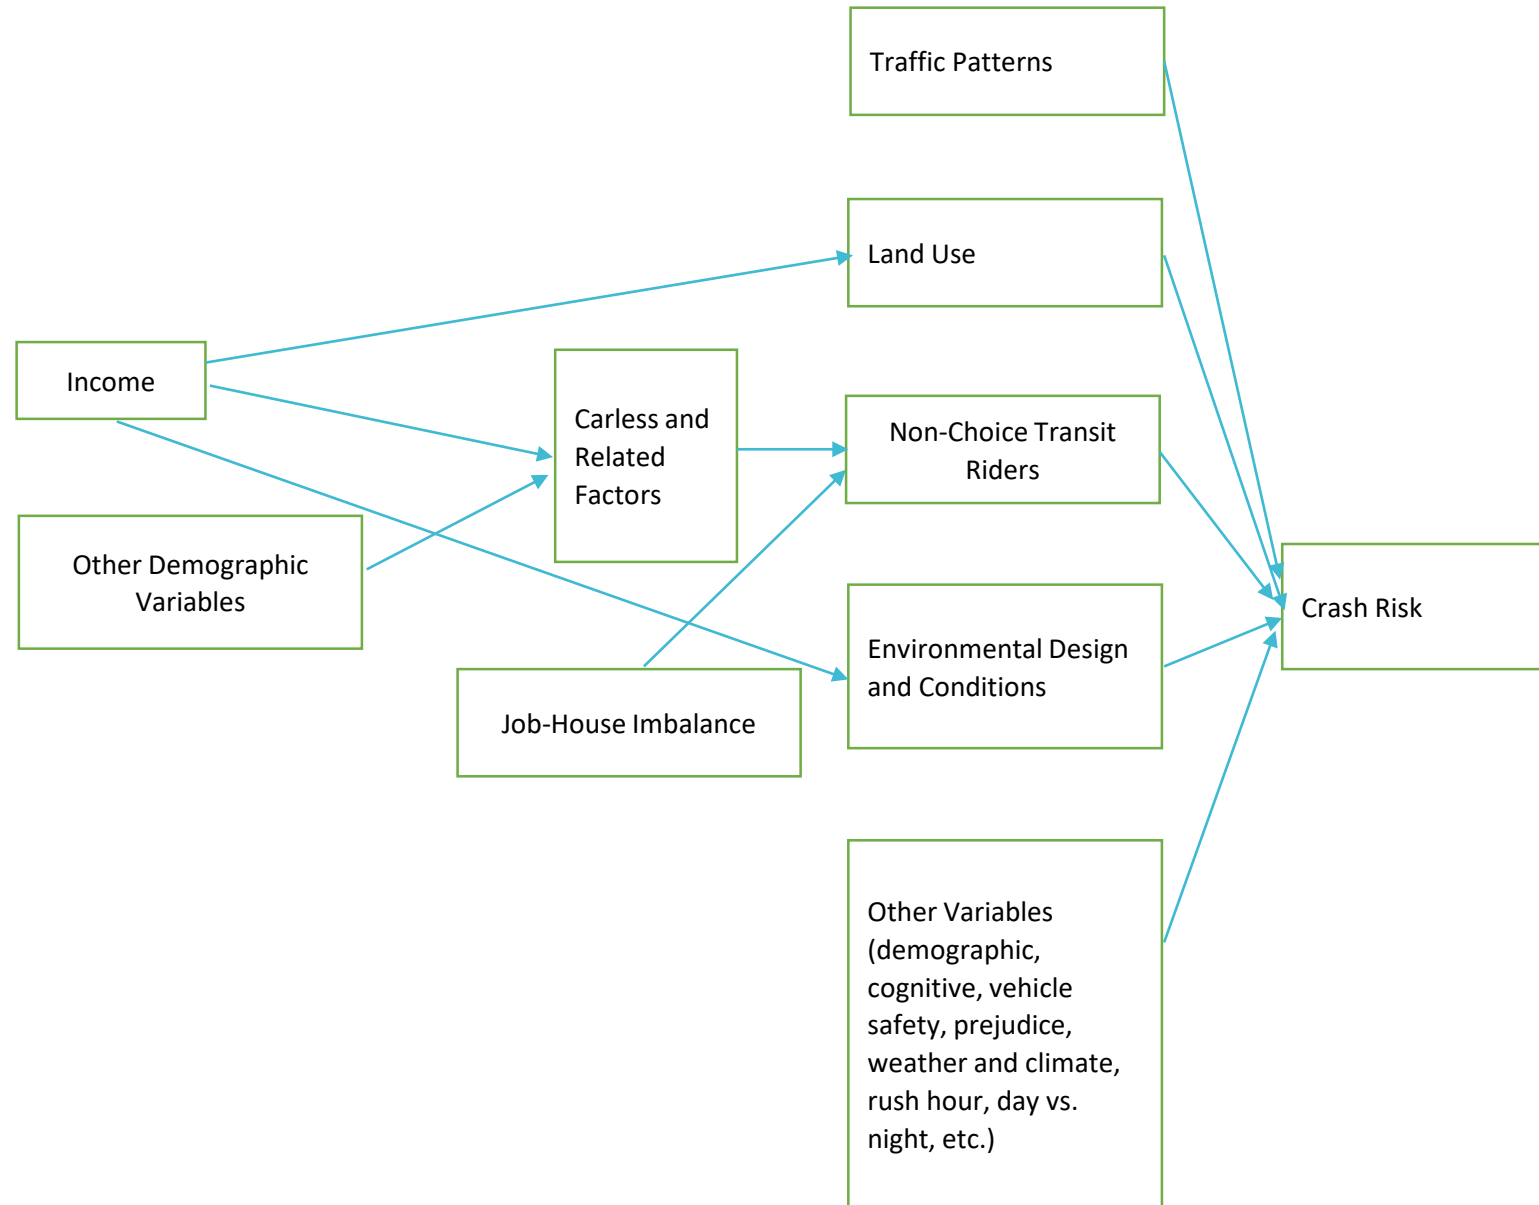 Traffic Patterns
Land Use
Income
Carless and
Related
Factors
Non-Choice Transit
Riders
Other Demographic
Variables
Crash Risk
Environmental Design
and Conditions
Job-House Imbalance
Other Variables
(demographic,
cognitive, vehicle
safety, prejudice,
weather and climate,
rush hour, day vs.
night, etc.)